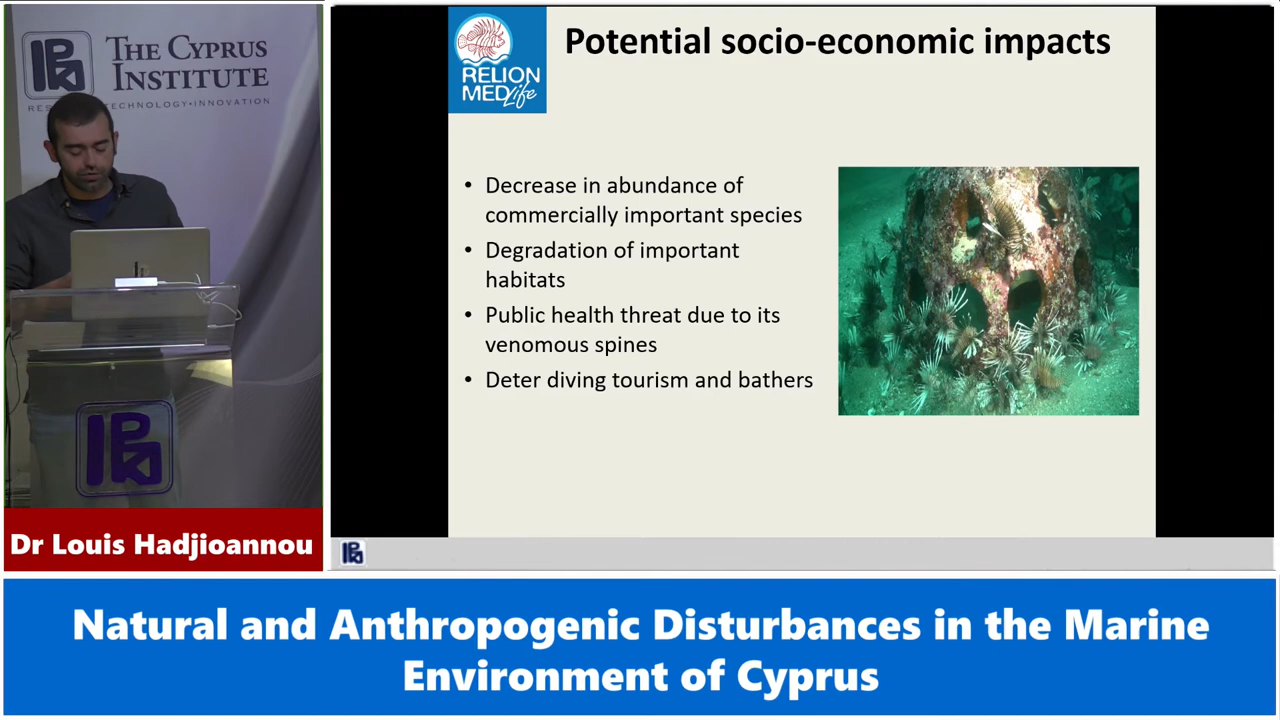 THE CYPRUS
INSTITUTE
TECHNOLOGY•INNOVATION
Potential socio-economic impacts
RELION
MED Life
• Decrease in abundance of
commercially important species
• Degradation of important
habitats
• Public health threat due to its
venomous spines
• Deter diving tourism and bathers
Dr Louis Hadjioannou
Natural and Anthropogenic Disturbances in the Marine
Environment of Cyprus